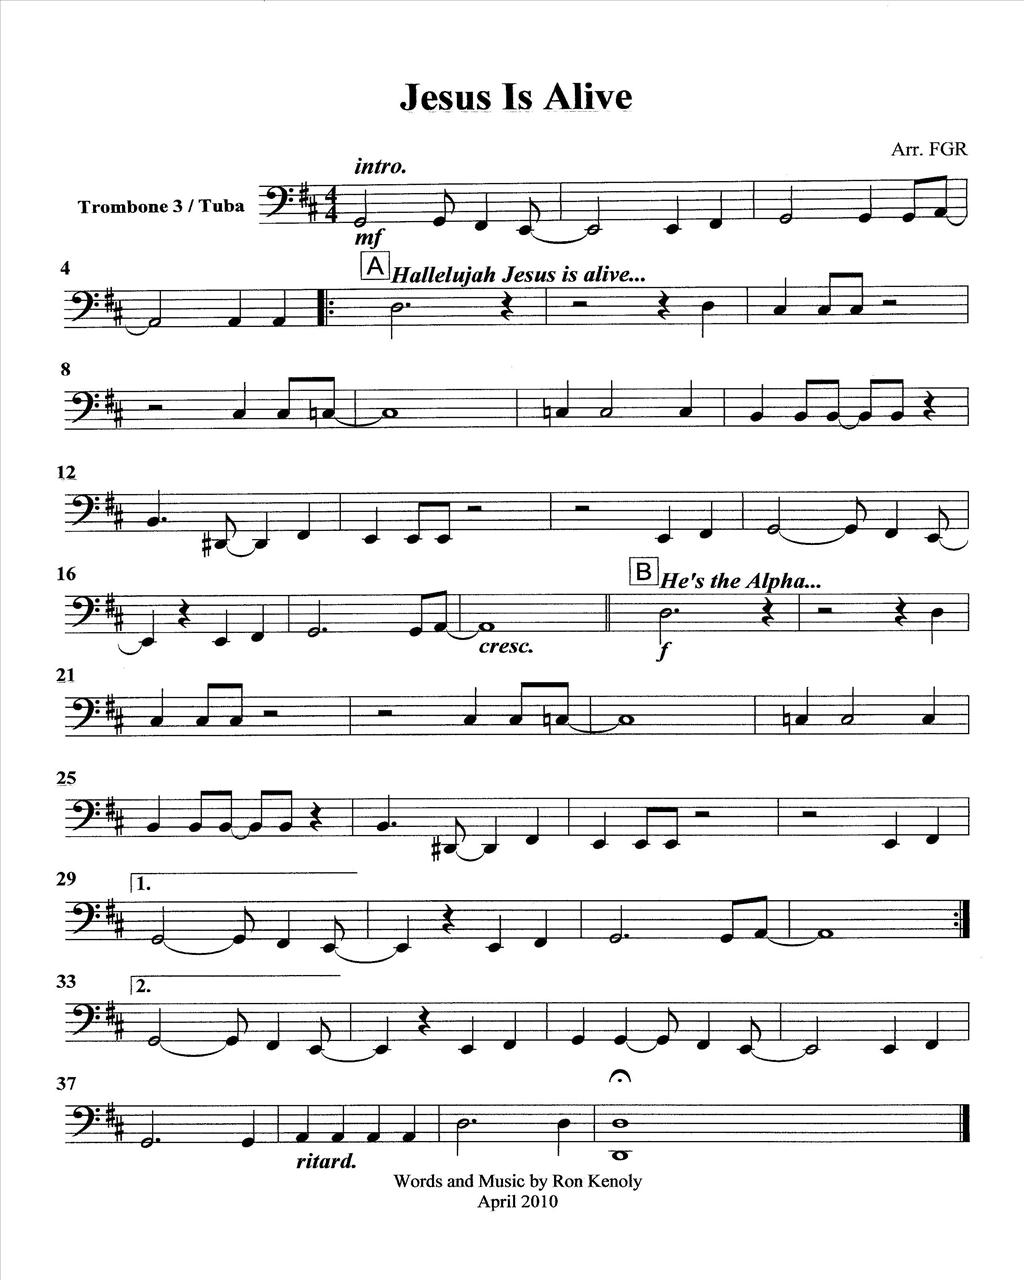 Jesus Is Alive
Arr. FGR
intro.
Trombone 3 / Tuba
4
4
mf
4
A Hallelujah Jesus is alive...
8
12
16
B He's the Alpha...
cresc.
f
21
25
29
1.
33
2.
37
ritard.
Words and Music by Ron Kenoly
April 2010